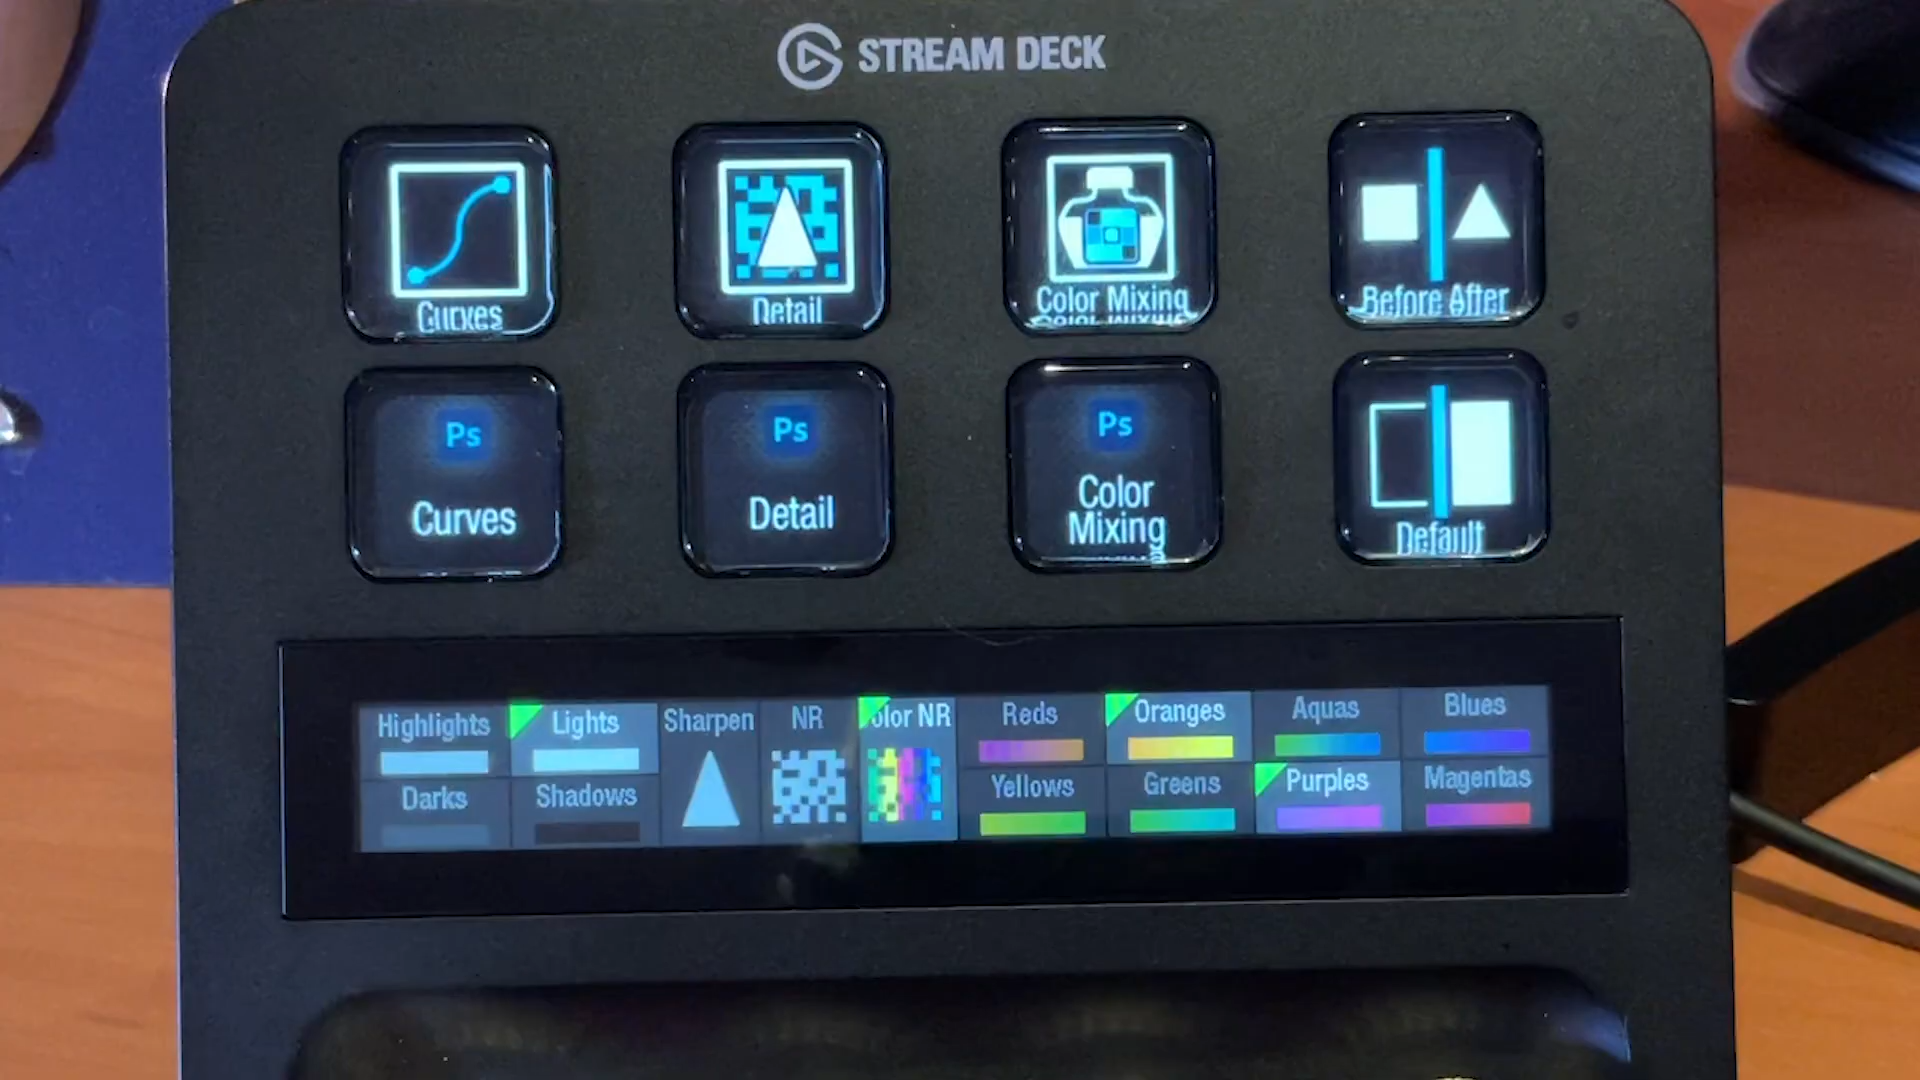 STREAM DECK
Curves
Detail
Color Mixing
Before After
Ps
Curves
Ps
Detail
Ps
Color
Mixing
Default
Highlights
Lights
Sharpen
NR
olor NR
Reds
Oranges
Aquas
Blues
Darks
Shadows
Yellows
Greens
Purples
Magentas